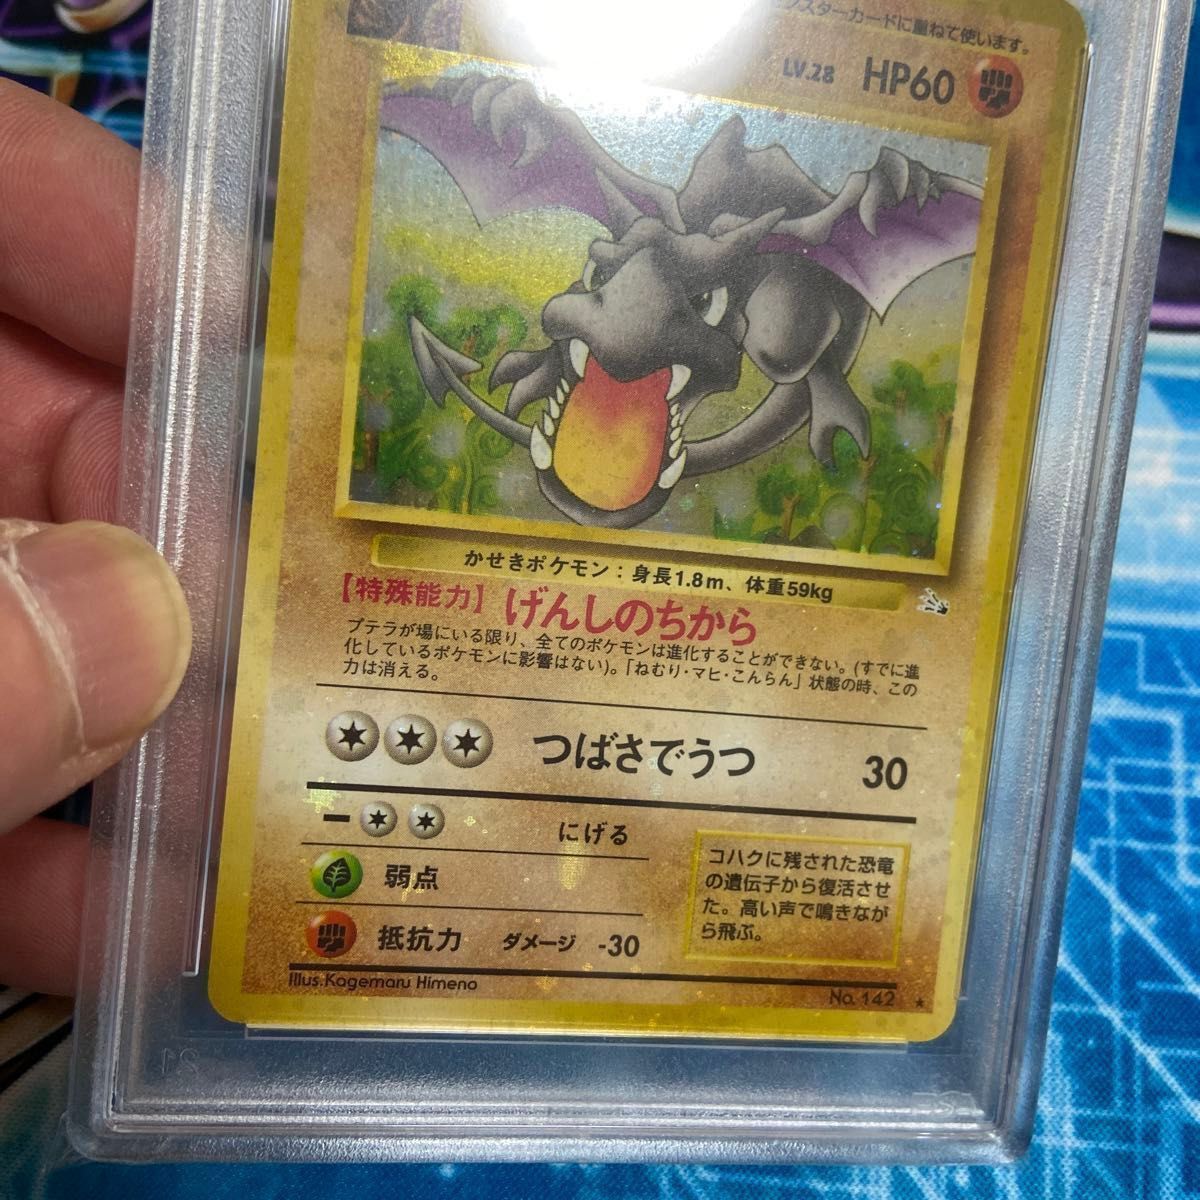 スターカードに重ねて使います。
LV.28 HP60
かせきポケモン：身長1.8m、体重59kg
【特殊能力】げんしのちから
プテラが場にいる限り、全てのポケモンは進化することができない。(すでに進
化しているポケモンに影響はない)。「ねむり・マヒ・こんらん」状態の時、この
力は消える。
つばさでうつ 30
にげる
弱点
抵抗力 ダメージ -30
コハクに残された恐竜
の遺伝子から復活させ
た。高い声で鳴きなが
ら飛ぶ。
Illus.Kagemaru Himeno
No. 142 ★